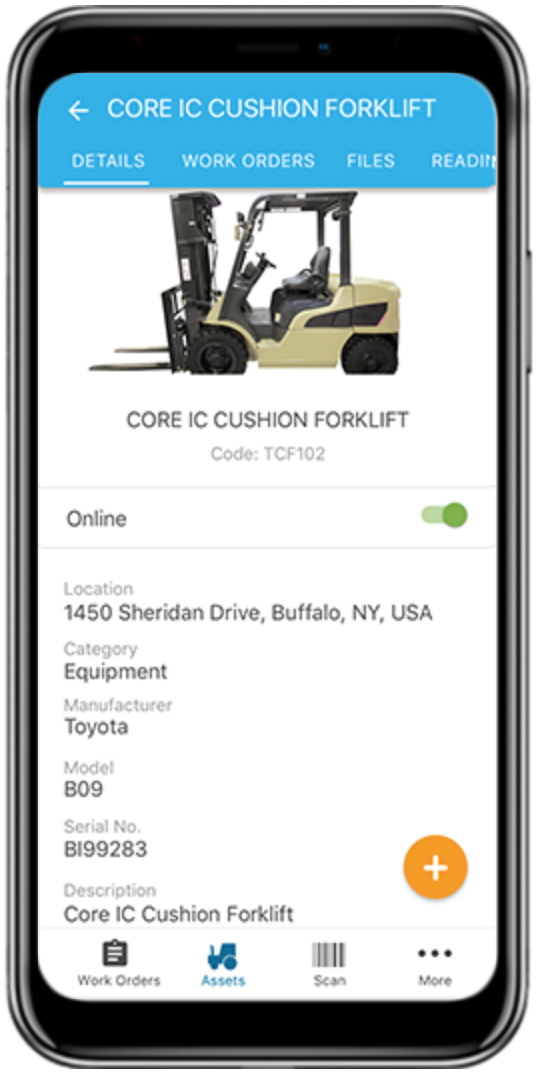 CORE IC CUSHION FORKLIFT
DETAILS WORK ORDERS FILES
CORE IC CUSHION FORKLIFT
Code: TCF102
Online
Location
1450 Sheridan Drive, Buffalo, NY, USA
Category
Equipment
Manufacturer
Toyota
Model
B09
Serial No.
BI99283
Description
Core IC Cushion Forklift
Work Orders Assets Scan More